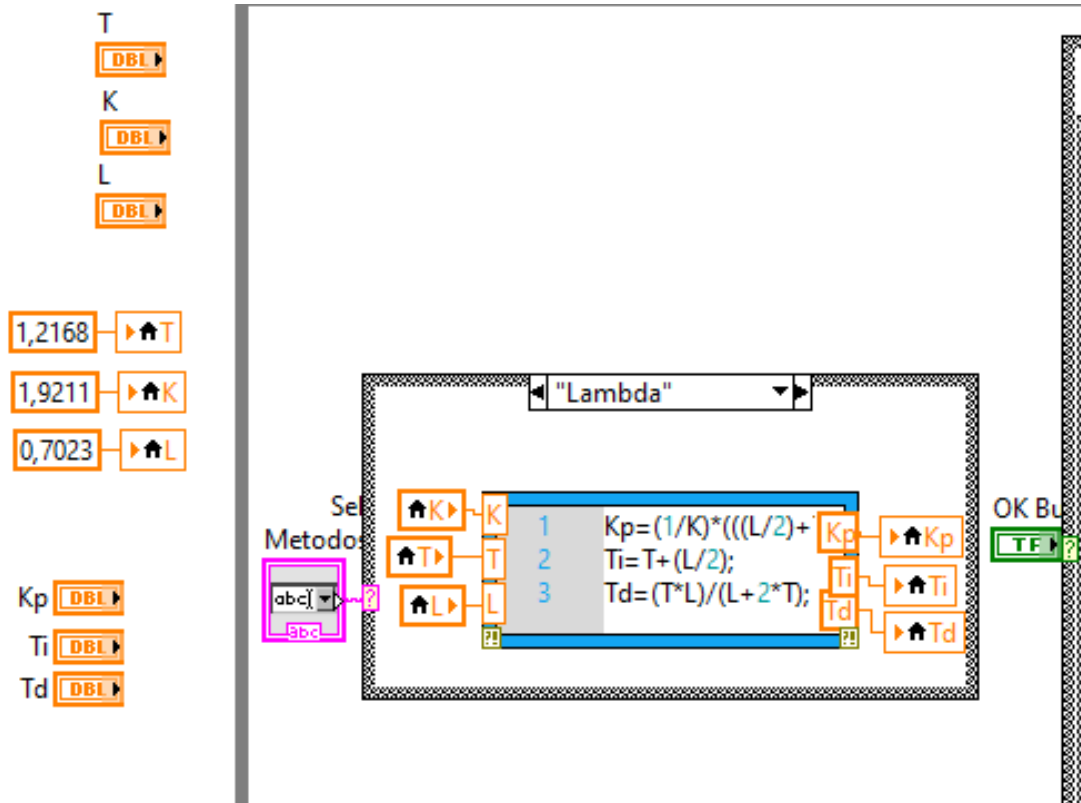 T
DBL
K
DBL
L
DBL
1,2168 T
1,9211 K
0,7023 L
Kp DBL
Ti DBL
Td DBL
"Lambda"
Metodos
abc
abc
?
K K
T T
L L
1 Kp=(1/K)*(((L/2)+
2 Ti=T+(L/2);
3 Td=(T*L)/(L+2*T);
?!
?!
Kp Kp
Ti Ti
Td Td
OK Bu
TF
?